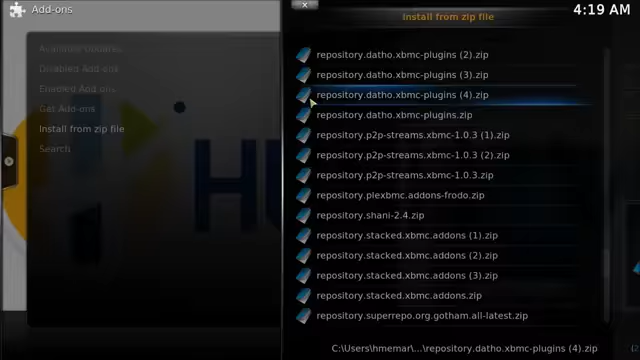 Add-ons
Install from zip file
4:19 AM
Available Updates
Disabled Add-ons
Enabled Add-ons
Get Add-ons
Install from zip file
Search
repository.datho.xbmc-plugins (2).zip
repository.datho.xbmc-plugins (3).zip
repository.datho.xbmc-plugins (4).zip
repository.datho.xbmc-plugins.zip
repository.p2p-streams.xbmc-1.0.3 (1).zip
repository.p2p-streams.xbmc-1.0.3 (2).zip
repository.p2p-streams.xbmc-1.0.3.zip
repository.plexbmc.addons-frodo.zip
repository.shani-2.4.zip
repository.stacked.xbmc.addons (1).zip
repository.stacked.xbmc.addons (2).zip
repository.stacked.xbmc.addons (3).zip
repository.stacked.xbmc.addons.zip
repository.superrepo.org.gotham.all-latest.zip
C:\Users\hmemar\...\repository.datho.xbmc-plugins (4).zip